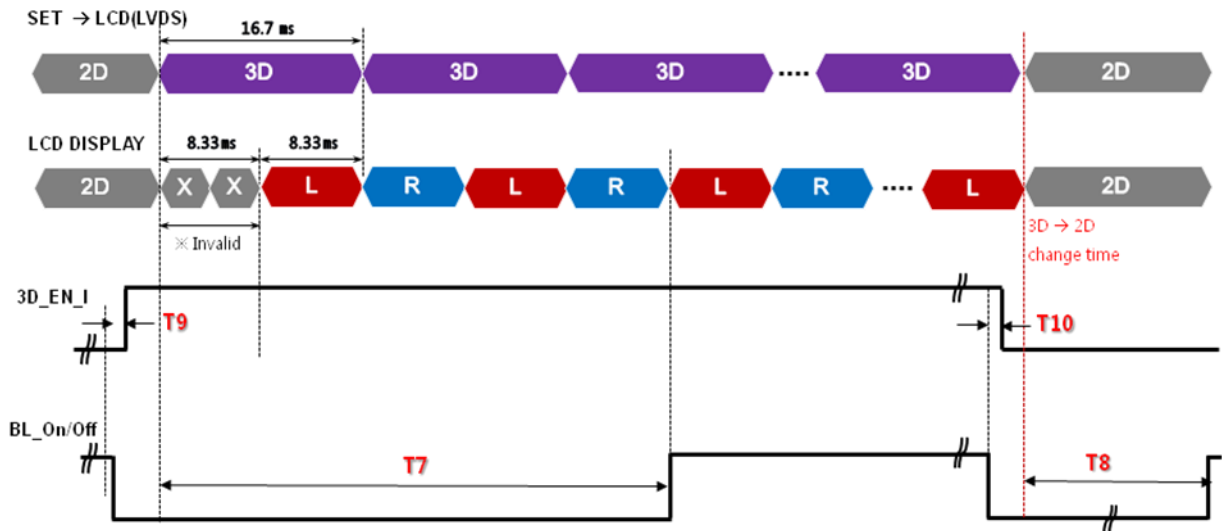 SET → LCD(LVDS)
16.7 ms
2D 3D 3D 3D ···· 3D 2D
LCD DISPLAY
8.33ms 8.33ms
2D X X L R L R L R ···· L 2D
※ Invalid
3D → 2D
change time
3D_EN_I
T9
T10
BL_On/Off
T7
T8